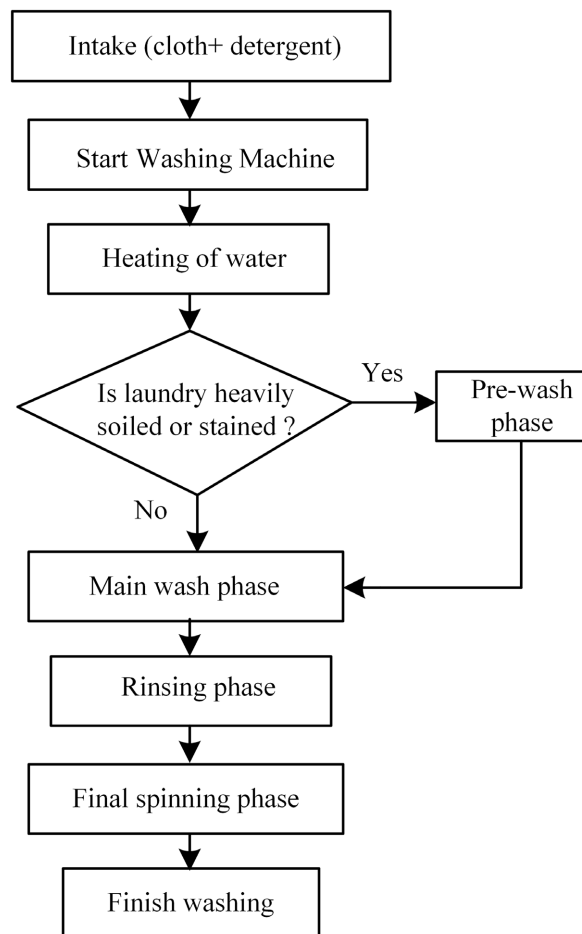 Intake (cloth+ detergent)
Start Washing Machine
Heating of water
Is laundry heavily
soiled or stained ?
Yes
Pre-wash
phase
No
Main wash phase
Rinsing phase
Final spinning phase
Finish washing